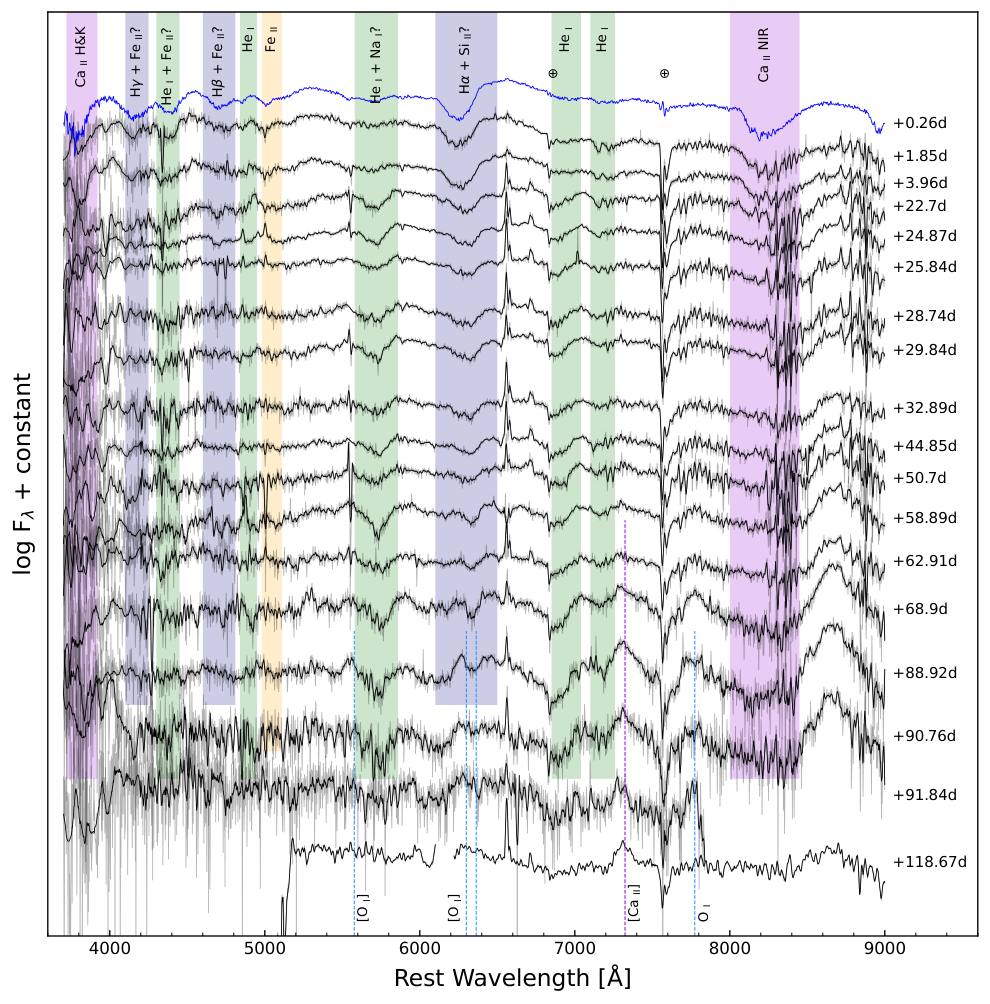 Ca II H&K
Hγ + Fe II?
He I + Fe II?
Hβ + Fe II?
He I
Fe II
He I + Na I?
Hα + Si II?
He I
He I
Ca II NIR
⊕
⊕
+0.26d
+1.85d
+3.96d
+22.7d
+24.87d
+25.84d
+28.74d
+29.84d
+32.89d
+44.85d
+50.7d
+58.89d
+62.91d
+68.9d
+88.92d
+90.76d
+91.84d
+118.67d
[O I]
[O I]
[Ca II]
O I
log Fλ + constant
4000
5000
6000
7000
8000
9000
Rest Wavelength [Å]